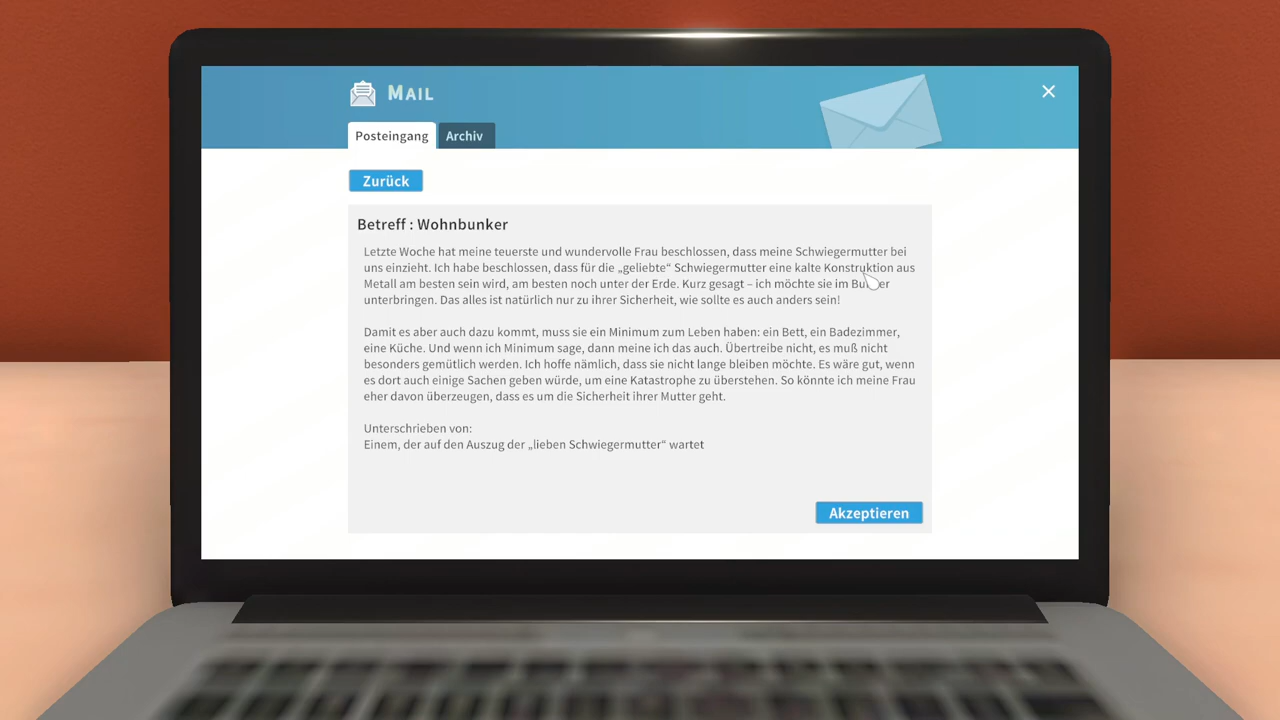 Mail
Posteingang
Archiv
Zurück
Betreff : Wohnbunker
Letzte Woche hat meine teuerste und wundervolle Frau beschlossen, dass meine Schwiegermutter bei
uns einzieht. Ich habe beschlossen, dass für die „geliebte“ Schwiegermutter eine kalte Konstruktion aus
Metall am besten sein wird, am besten noch unter der Erde. Kurz gesagt – ich möchte sie im Bunker
unterbringen. Das alles ist natürlich nur zu ihrer Sicherheit, wie sollte es auch anders sein!
Damit es aber auch dazu kommt, muss sie ein Minimum zum Leben haben: ein Bett, ein Badezimmer,
eine Küche. Und wenn ich Minimum sage, dann meine ich das auch. Übertreibe nicht, es muß nicht
besonders gemütlich werden. Ich hoffe nämlich, dass sie nicht lange bleiben möchte. Es wäre gut, wenn
es dort auch einige Sachen geben würde, um eine Katastrophe zu überstehen. So könnte ich meine Frau
eher davon überzeugen, dass es um die Sicherheit ihrer Mutter geht.
Unterschrieben von:
Einem, der auf den Auszug der „lieben Schwiegermutter“ wartet
Akzeptieren